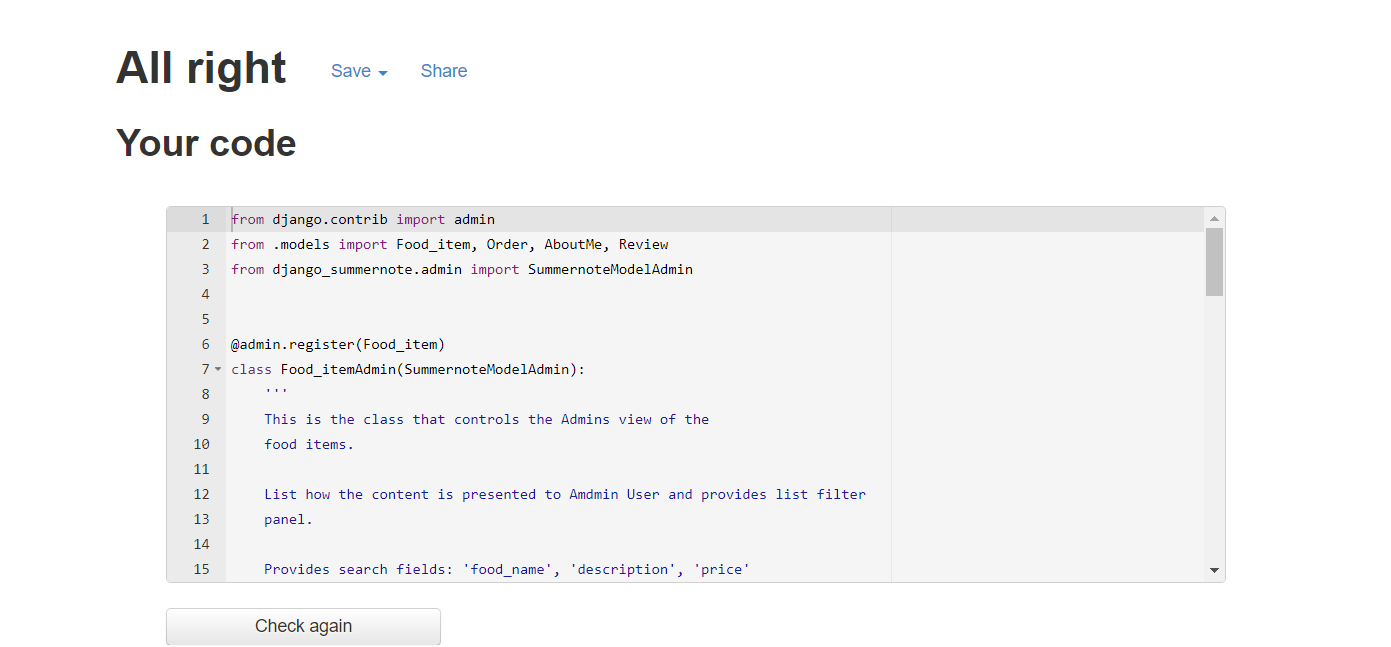 All right Save Share
Your code
1 from django.contrib import admin
2 from .models import Food_item, Order, AboutMe, Review
3 from django_summernote.admin import SummernoteModelAdmin
4
5
6 @admin.register(Food_item)
7 class Food_itemAdmin(SummernoteModelAdmin):
8 '''
9 This is the class that controls the Admins view of the
10 food items.
11
12 List how the content is presented to Amdmin User and provides list filter
13 panel.
14
15 Provides search fields: 'food_name', 'description', 'price'
Check again